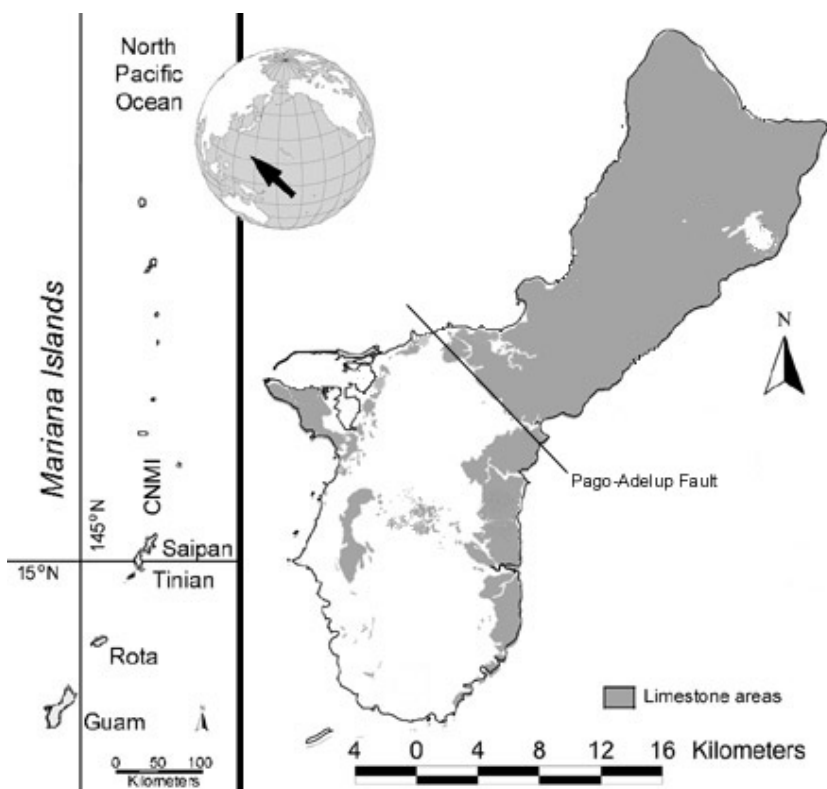 North
Pacific
Ocean
Mariana Islands
145°N
CNMI
Saipan
15°N
Tinian
Rota
Guam
N
0 50 100
Kilometers
N
Pago-Adelup Fault
Limestone areas
4 0 4 8 12 16 Kilometers